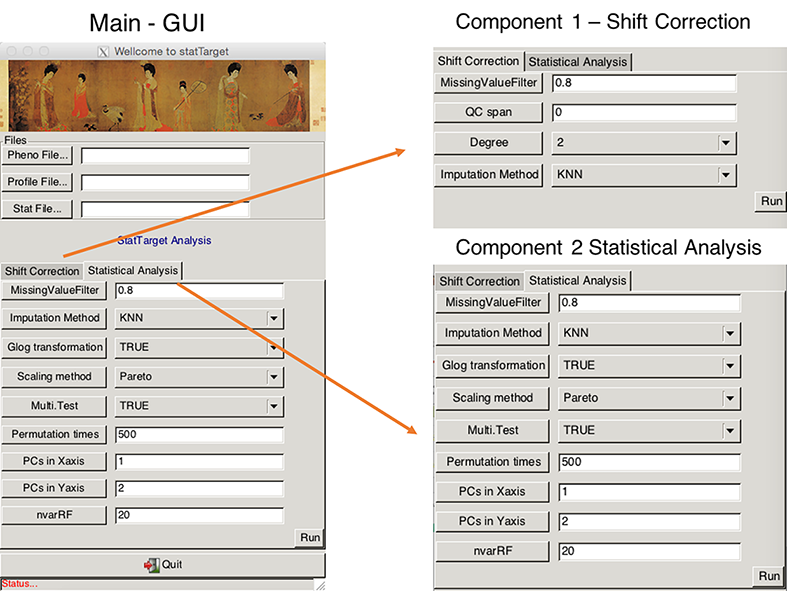 Main - GUI
X Wellcome to statTarget
Files
Pheno File...
Profile File...
Stat File...
StatTarget Analysis
Shift Correction Statistical Analysis
MissingValueFilter 0.8
Imputation Method KNN
Glog transformation TRUE
Scaling method Pareto
Multi.Test TRUE
Permutation times 500
PCs in Xaxis 1
PCs in Yaxis 2
nvarRF 20
Run
Quit
Status...
Component 1 – Shift Correction
Shift Correction Statistical Analysis
MissingValueFilter 0.8
QC span 0
Degree 2
Imputation Method KNN
Run
Component 2 Statistical Analysis
Shift Correction Statistical Analysis
MissingValueFilter 0.8
Imputation Method KNN
Glog transformation TRUE
Scaling method Pareto
Multi.Test TRUE
Permutation times 500
PCs in Xaxis 1
PCs in Yaxis 2
nvarRF 20
Run